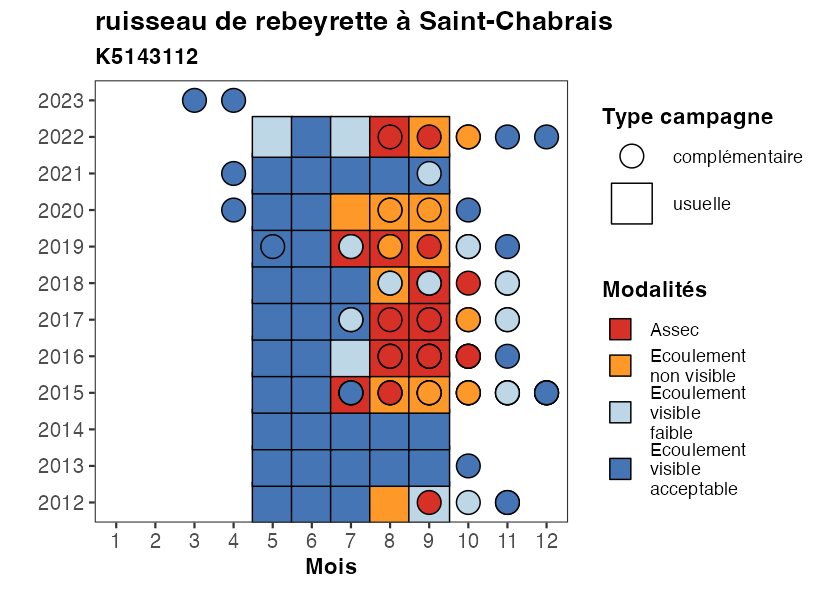 ruisseau de rebeyrette à Saint-Chabrais
K5143112
2023
2022
2021
2020
2019
2018
2017
2016
2015
2014
2013
2012
1 2 3 4 5 6 7 8 9 10 11 12
Mois
Type campagne
complémentaire
usuelle
Modalités
Assec
Ecoulement
non visible
Ecoulement
visible
faible
Ecoulement
visible
acceptable